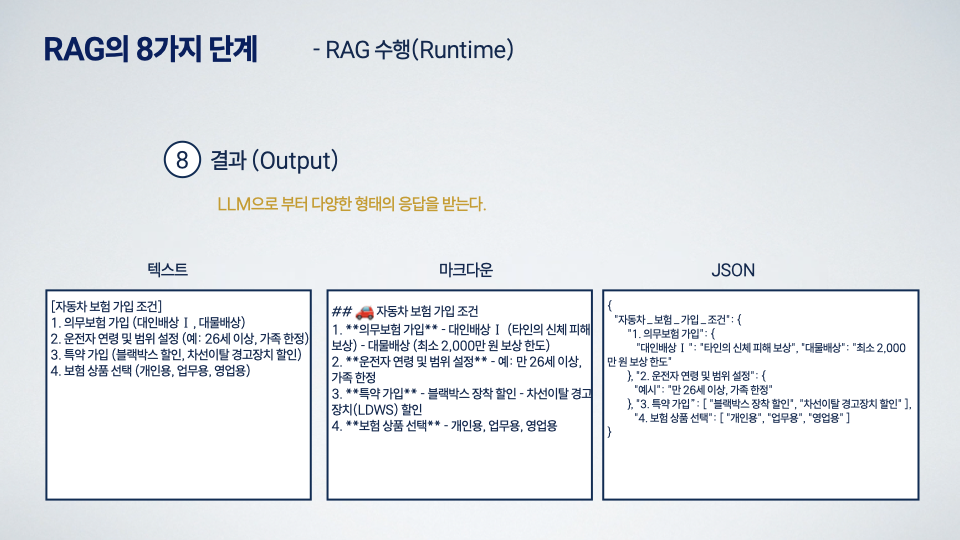 RAG의 8가지 단계 - RAG 수행(Runtime)
8 결과 (Output)
LLM으로 부터 다양한 형태의 응답을 받는다.
텍스트
[자동차 보험 가입 조건]
1. 의무보험 가입 (대인배상Ⅰ, 대물배상)
2. 운전자 연령 및 범위 설정 (예: 26세 이상, 가족 한정)
3. 특약 가입 (블랙박스 할인, 차선이탈 경고장치 할인)
4. 보험 상품 선택 (개인용, 업무용, 영업용)
마크다운
## 🚗 자동차 보험 가입 조건
1. **의무보험 가입** - 대인배상Ⅰ (타인의 신체 피해
보상) - 대물배상 (최소 2,000만 원 보상 한도)
2. **운전자 연령 및 범위 설정** - 예: 만 26세 이상,
가족 한정
3. **특약 가입** - 블랙박스 장착 할인 - 차선이탈 경고
장치(LDWS) 할인
4. **보험 상품 선택** - 개인용, 업무용, 영업용
JSON
{
"자동차_보험_가입_조건": {
"1. 의무보험 가입": {
"대인배상Ⅰ": "타인의 신체 피해 보상", "대물배상": "최소 2,000
만 원 보상 한도"
}, "2. 운전자 연령 및 범위 설정": {
"예시": "만 26세 이상, 가족 한정"
}, "3. 특약 가입": [ "블랙박스 장착 할인", "차선이탈 경고장치 할인" ],
"4. 보험 상품 선택": [ "개인용", "업무용", "영업용" ]
}